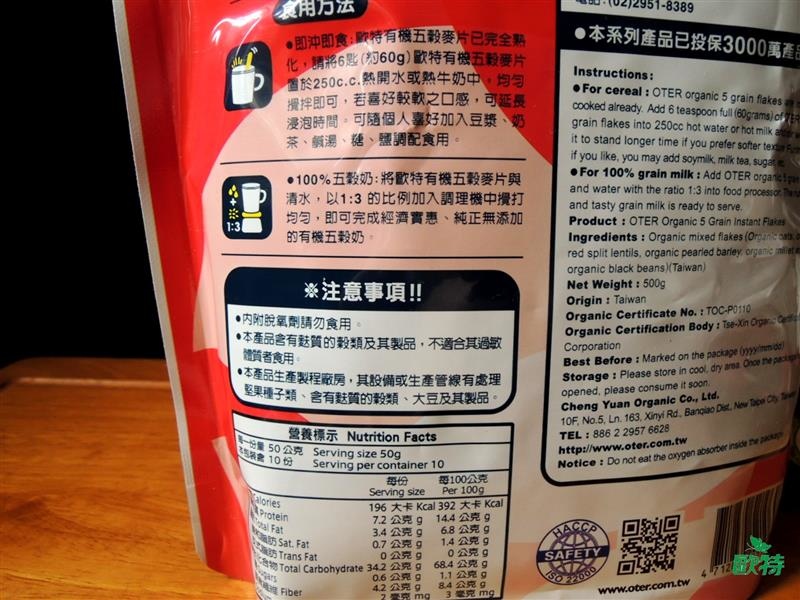 食用方法
●即沖即食:歐特有機五穀麥片已完全熟
化,請將6匙(約60g)歐特有機五穀麥片
置於250c.c.熱開水或熱牛奶中,均勻
攪拌即可,若喜好較軟之口感,可延長
浸泡時間。可隨個人喜好加入豆漿、奶
茶、鹹湯、糖、鹽調配食用。
1:3
●100%五穀奶:將歐特有機五穀麥片與
清水,以1:3的比例加入調理機中攪打
均勻,即可完成經濟實惠、純正無添加
的有機五穀奶。
※注意事項!!
●內附脫氧劑請勿食用。
●本產品含有麩質的穀類及其製品,不適合其過敏
體質者食用。
●本產品生產製程廠房,其設備或生產管線有處理
堅果種子類、含有麩質的穀類、大豆及其製品。
營養標示 Nutrition Facts
每一份量 50 公克 Serving size 50g
本包裝含 10 份 Serving per container 10
每份 每100公克
Serving size Per 100g
Calories 196 大卡 Kcal 392 大卡 Kcal
Protein 7.2 公克 g 14.4 公克 g
Total Fat 3.4 公克 g 6.8 公克 g
Sat. Fat 0.7 公克 g 1.4 公克 g
Trans Fat 0 公克 g 0 公克 g
Total Carbohydrate 34.2 公克 g 68.4 公克 g
0.6 公克 g 1.1 公克 g
Fiber 4.2 公克 g 8.4 公克 g
2 毫克 mg 3 毫克 mg
電話:(02)2951-8389
●本系列產品已投保3000萬產品
Instructions:
●For cereal : OTER organic 5 grain flakes
cooked already. Add 6 teaspoon full (60grams) of
grain flakes into 250cc hot water or hot milk
it to stand longer time if you prefer softer texture
if you like, you may add soymilk, milk tea, sugar,
●For 100% grain milk : Add OTER organic 5
and water with the ratio 1:3 into food processor. The
and tasty grain milk is ready to serve.
Product : OTER Organic 5 Grain Instant Flakes
Ingredients : Organic mixed flakes (Organic oats,
red split lentils, organic pearled barley, organic millet
organic black beans)(Taiwan)
Net Weight : 500g
Origin : Taiwan
Organic Certificate No. : TOC-P0110
Organic Certification Body : Tse-Xin Organic
Corporation
Best Before : Marked on the package (yyyy/mm/dd)
Storage : Please store in cool, dry area. Once the
opened, please consume it soon.
Cheng Yuan Organic Co., Ltd.
10F, No.5, Ln. 163, Xinyi Rd., Banqiao Dist., New Taipei City, Taiwan
TEL : 886 2 2957 6628
http://www.oter.com.tw
Notice : Do not eat the oxygen absorber inside the
HACCP
SAFETY
ISO 22000
www.oter.com.tw
歐特